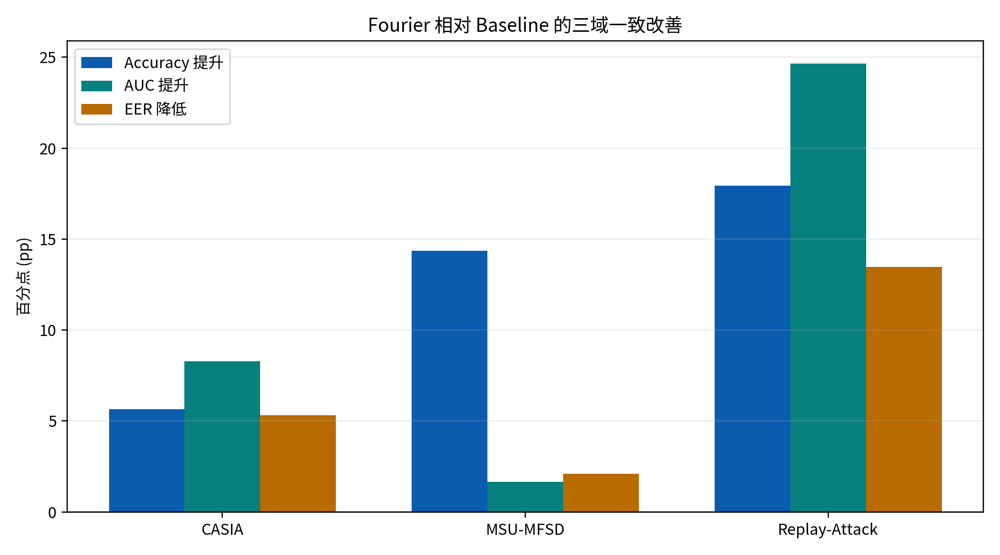 Fourier 相对 Baseline 的三域一致改善
Accuracy 提升
AUC 提升
EER 降低
百分点 (pp)
25
20
15
10
5
0
CASIA
MSU-MFSD
Replay-Attack